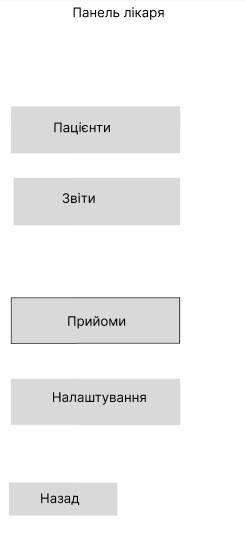 Панель лікаря
Пацієнти
Звіти
Прийоми
Налаштування
Назад